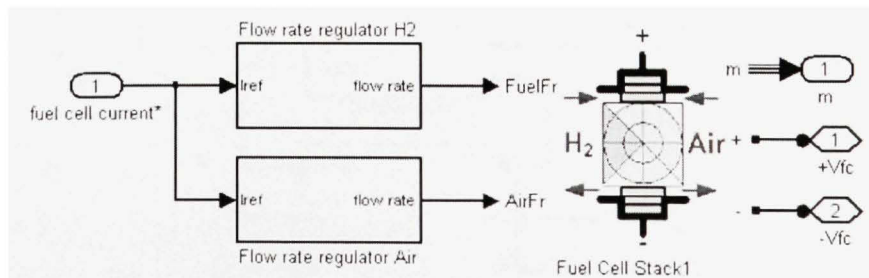 Flow rate regulator H2
1
fuel cell current*
Iref
flow rate
FuelFr
Iref
flow rate
AirFr
Flow rate regulator Air
+
H2
Air
-
Fuel Cell Stack1
m
1
m
+
1
+Vfc
-
2
-Vfc